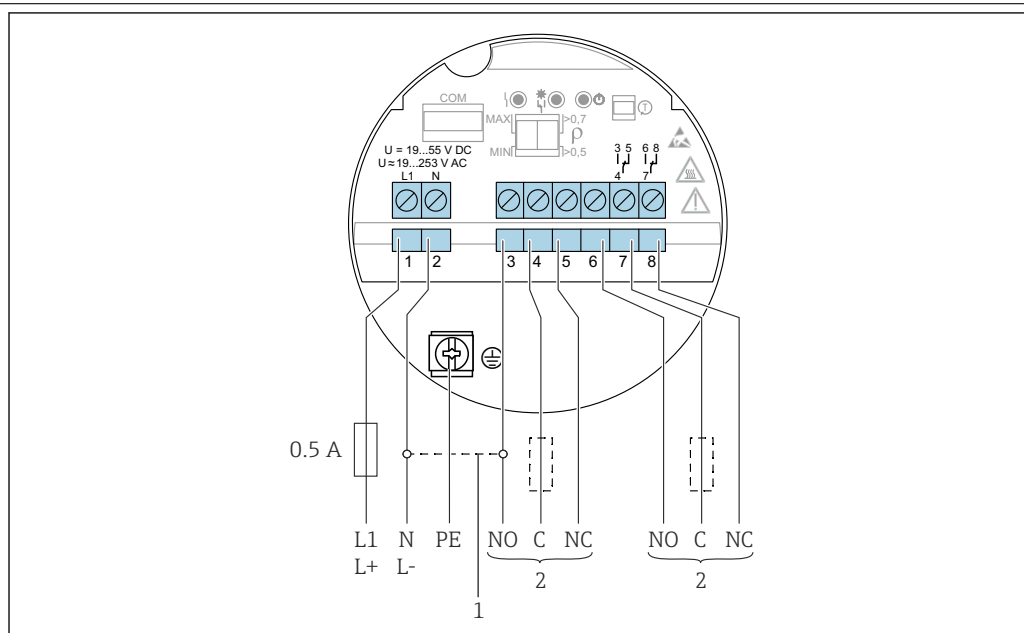 COM
MAX
>0,7
ρ
MIN
>0,5
T
U = 19...55 V DC
U ≈ 19...253 V AC
L1 N
3 5
4
6 8
7
1 2 3 4 5 6 7 8
0.5 A
L1 N PE NO C NC NO C NC
L+ L-
2 2
1